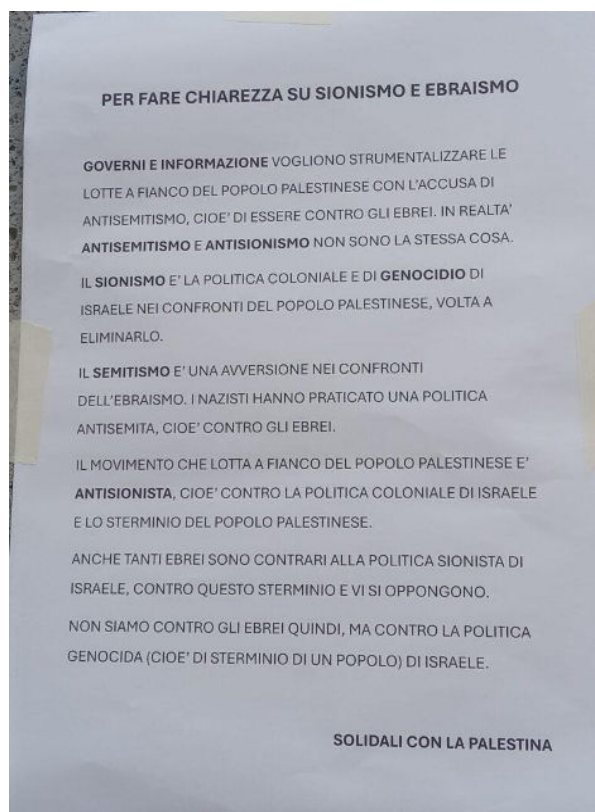 PER FARE CHIAREZZA SU SIONISMO E EBRAISMO
GOVERNI E INFORMAZIONE VOGLIONO STRUMENTALIZZARE LE
LOTTE A FIANCO DEL POPOLO PALESTINESE CON L'ACCUSA DI
ANTISEMITISMO, CIOE' DI ESSERE CONTRO GLI EBREI. IN REALTA'
ANTISEMITISMO E ANTISIONISMO NON SONO LA STESSA COSA.
IL SIONISMO E' LA POLITICA COLONIALE E DI GENOCIDIO DI
ISRAELE NEI CONFRONTI DEL POPOLO PALESTINESE, VOLTA A
ELIMINARLO.
IL SEMITISMO E' UNA AVVERSIONE NEI CONFRONTI
DELL'EBRAISMO. I NAZISTI HANNO PRATICATO UNA POLITICA
ANTISEMITA, CIOE' CONTRO GLI EBREI.
IL MOVIMENTO CHE LOTTA A FIANCO DEL POPOLO PALESTINESE E'
ANTISIONISTA, CIOE' CONTRO LA POLITICA COLONIALE DI ISRAELE
E LO STERMINIO DEL POPOLO PALESTINESE.
ANCHE TANTI EBREI SONO CONTRARI ALLA POLITICA SIONISTA DI
ISRAELE, CONTRO QUESTO STERMINIO E VI SI OPPONGONO.
NON SIAMO CONTRO GLI EBREI QUINDI, MA CONTRO LA POLITICA
GENOCIDA (CIOE' DI STERMINIO DI UN POPOLO) DI ISRAELE.
SOLIDALI CON LA PALESTINA